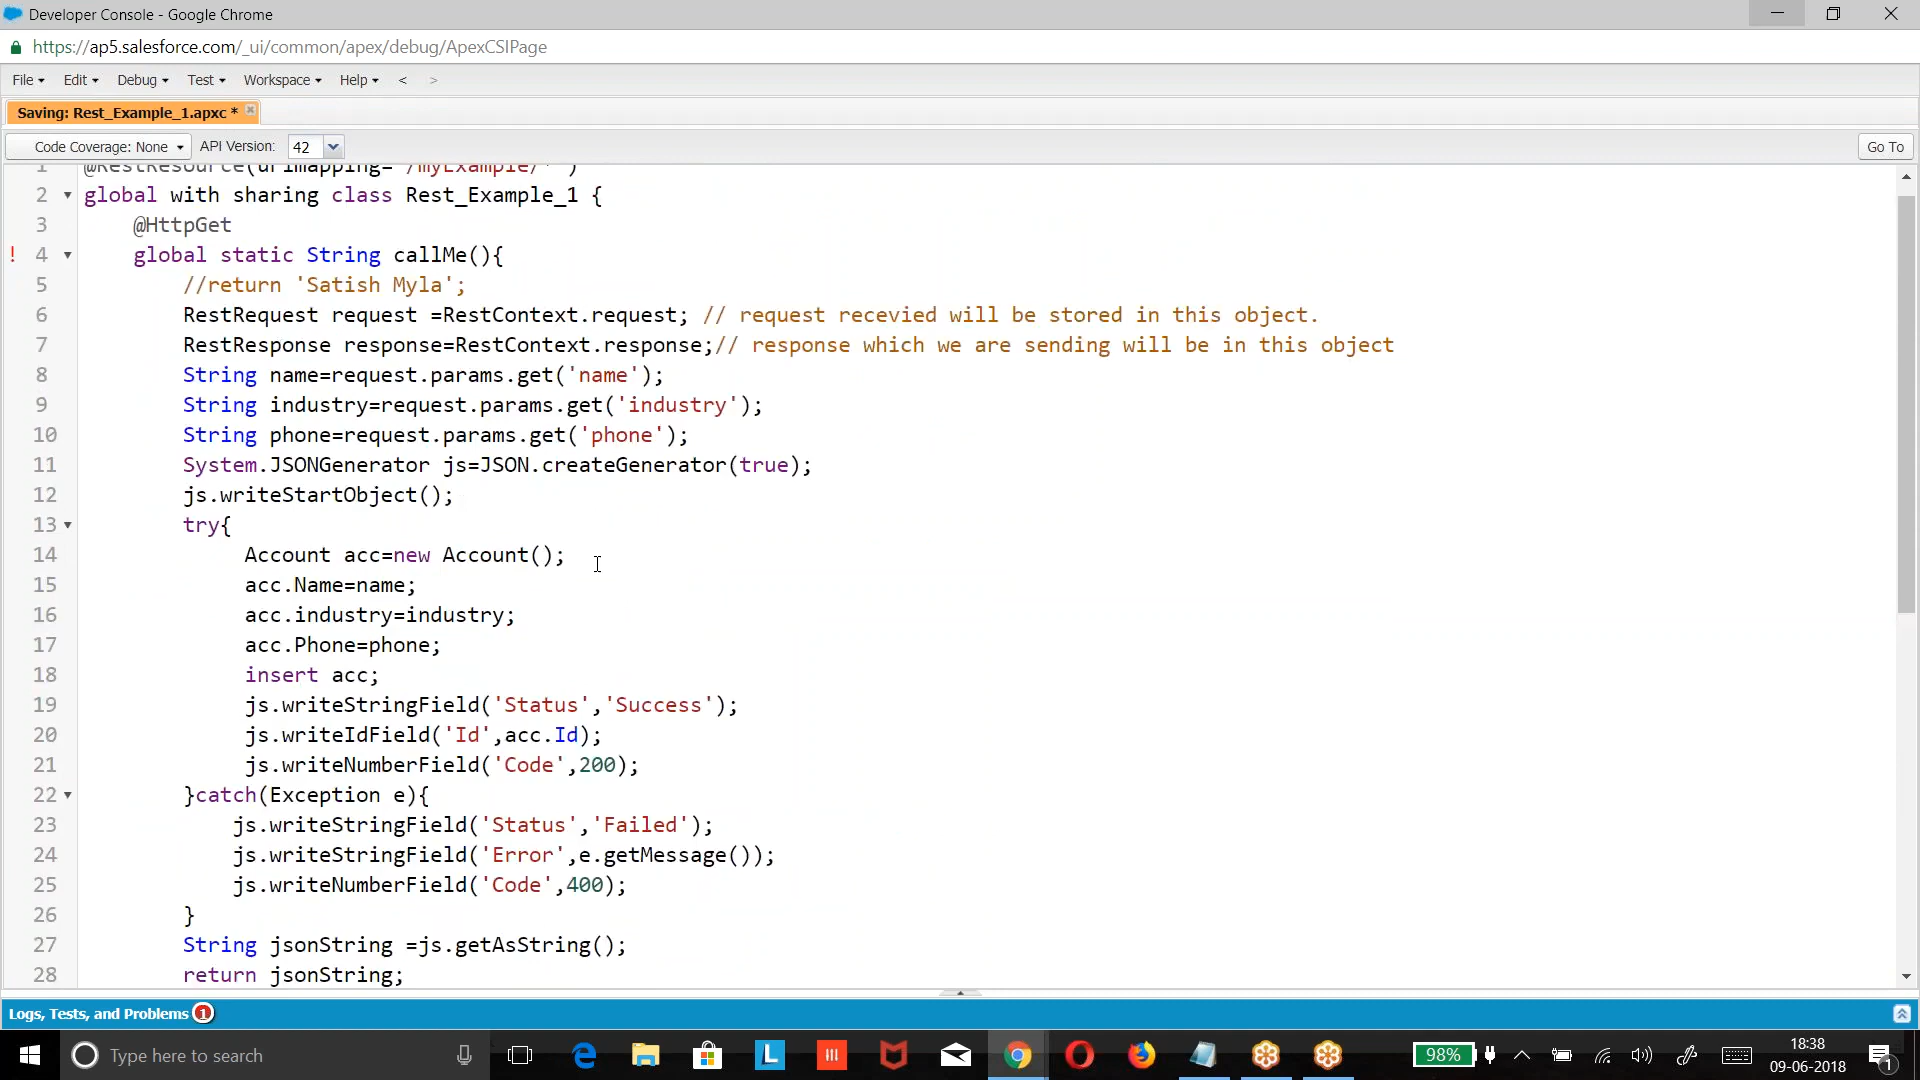 Developer Console - Google Chrome
https://ap5.salesforce.com/_ui/common/apex/debug/ApexCSIPage
File Edit Debug Test Workspace Help < >
Saving: Rest_Example_1.apxc *
Code Coverage: None API Version: 42 Go To
1 @RestResource(urlMapping='/myExample/*')
2 global with sharing class Rest_Example_1 {
3 @HttpGet
! 4 global static String callMe(){
5 //return 'Satish Myla';
6 RestRequest request =RestContext.request; // request recevied will be stored in this object.
7 RestResponse response=RestContext.response;// response which we are sending will be in this object
8 String name=request.params.get('name');
9 String industry=request.params.get('industry');
10 String phone=request.params.get('phone');
11 System.JSONGenerator js=JSON.createGenerator(true);
12 js.writeStartObject();
13 try{
14 Account acc=new Account();
15 acc.Name=name;
16 acc.industry=industry;
17 acc.Phone=phone;
18 insert acc;
19 js.writeStringField('Status','Success');
20 js.writeIdField('Id',acc.Id);
21 js.writeNumberField('Code',200);
22 }catch(Exception e){
23 js.writeStringField('Status','Failed');
24 js.writeStringField('Error',e.getMessage());
25 js.writeNumberField('Code',400);
26 }
27 String jsonString =js.getAsString();
28 return jsonString;
Logs, Tests, and Problems 1
Type here to search
98%
18:38
09-06-2018
1